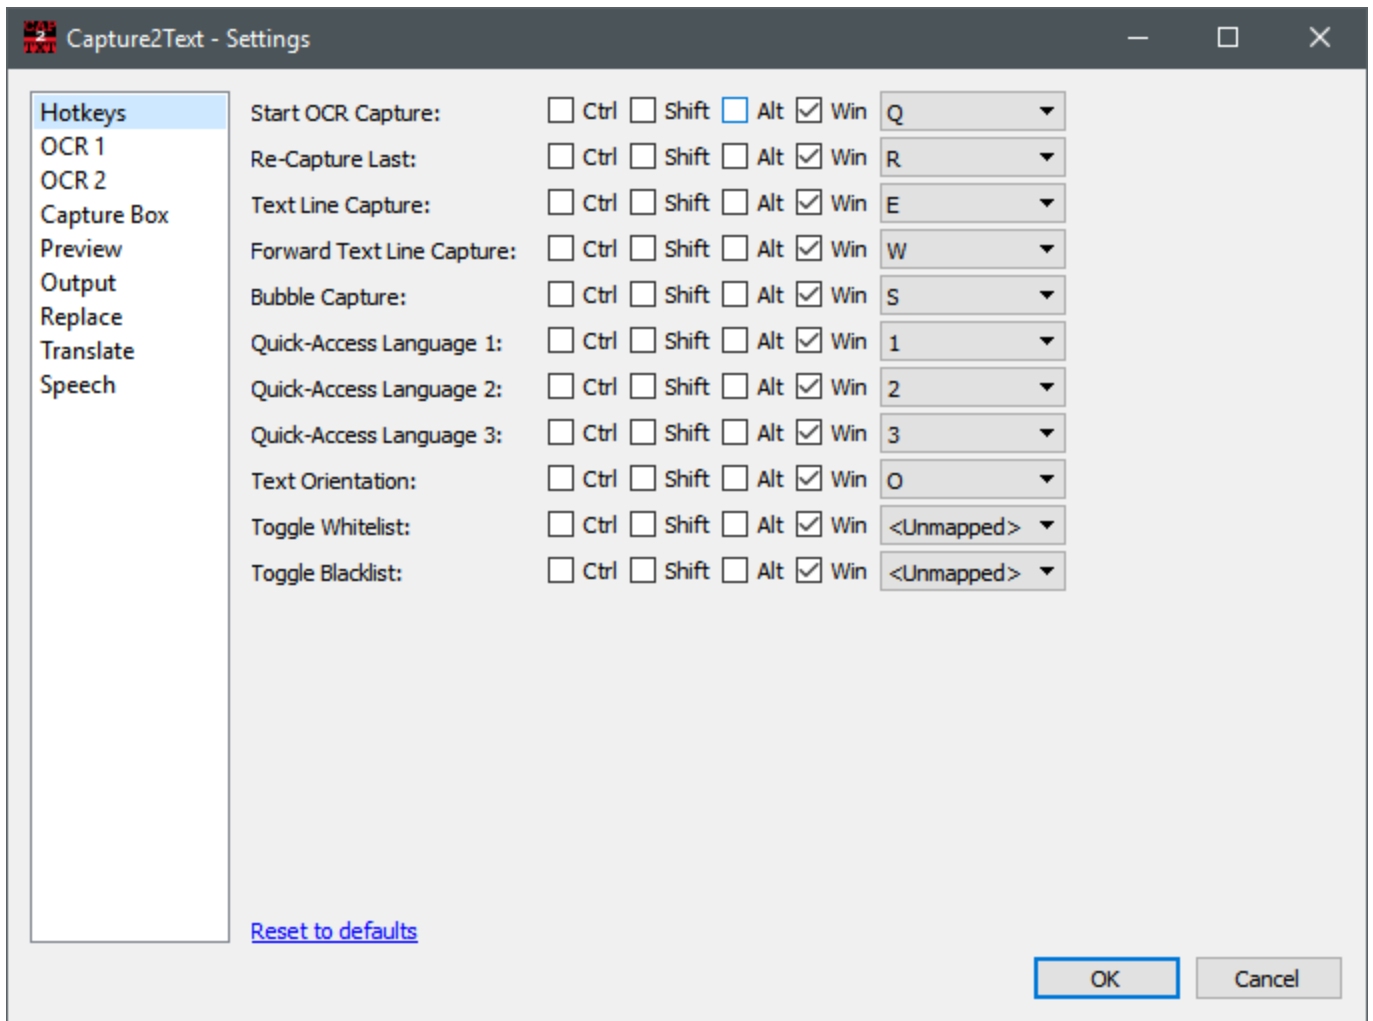 CAP
2
TXT
Capture2Text - Settings
Hotkeys
OCR 1
OCR 2
Capture Box
Preview
Output
Replace
Translate
Speech
Start OCR Capture: Ctrl Shift Alt Win Q
Re-Capture Last: Ctrl Shift Alt Win R
Text Line Capture: Ctrl Shift Alt Win E
Forward Text Line Capture: Ctrl Shift Alt Win W
Bubble Capture: Ctrl Shift Alt Win S
Quick-Access Language 1: Ctrl Shift Alt Win 1
Quick-Access Language 2: Ctrl Shift Alt Win 2
Quick-Access Language 3: Ctrl Shift Alt Win 3
Text Orientation: Ctrl Shift Alt Win O
Toggle Whitelist: Ctrl Shift Alt Win <Unmapped>
Toggle Blacklist: Ctrl Shift Alt Win <Unmapped>
Reset to defaults
OK Cancel